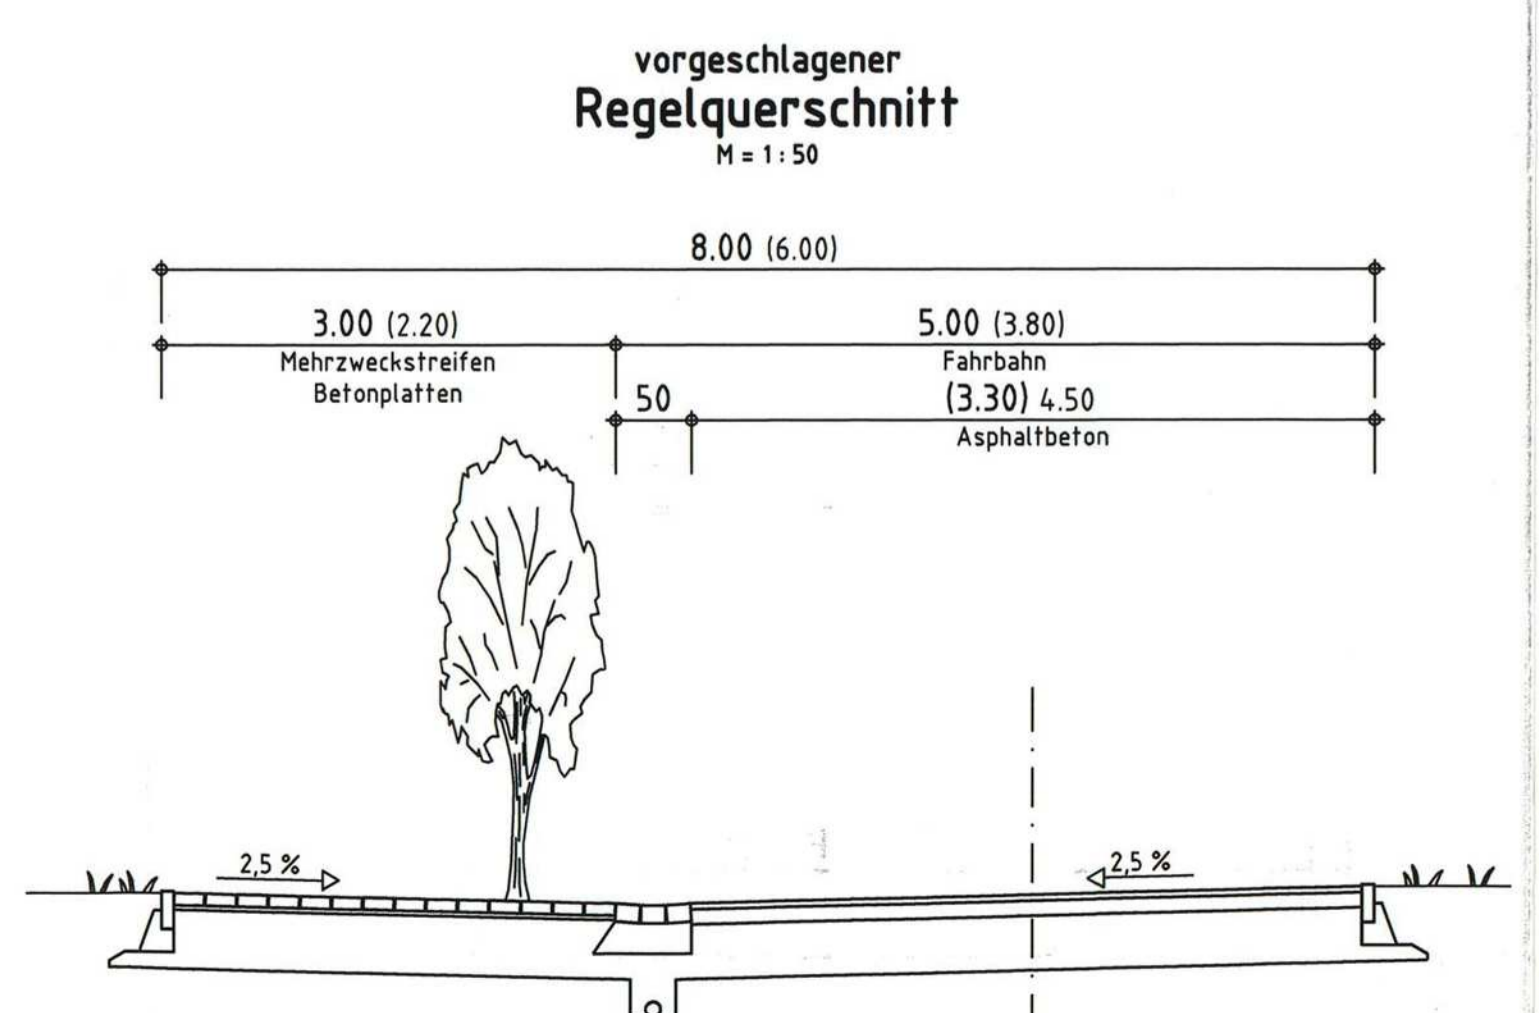 vorgeschlagener
Regelquerschnitt
M = 1 : 50
8.00 (6.00)
3.00 (2.20)
5.00 (3.80)
Mehrzweckstreifen
Fahrbahn
Betonplatten
50
(3.30) 4.50
Asphaltbeton
2,5 %
2,5 %